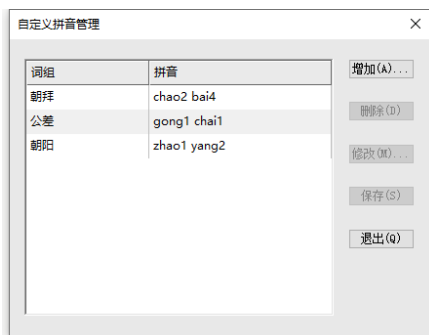 自定义拼音管理
词组 拼音
朝拜 chao2 bai4
公差 gong1 chai1
朝阳 zhao1 yang2
增加(A)...
删除(D)
修改(M)...
保存(S)
退出(Q)